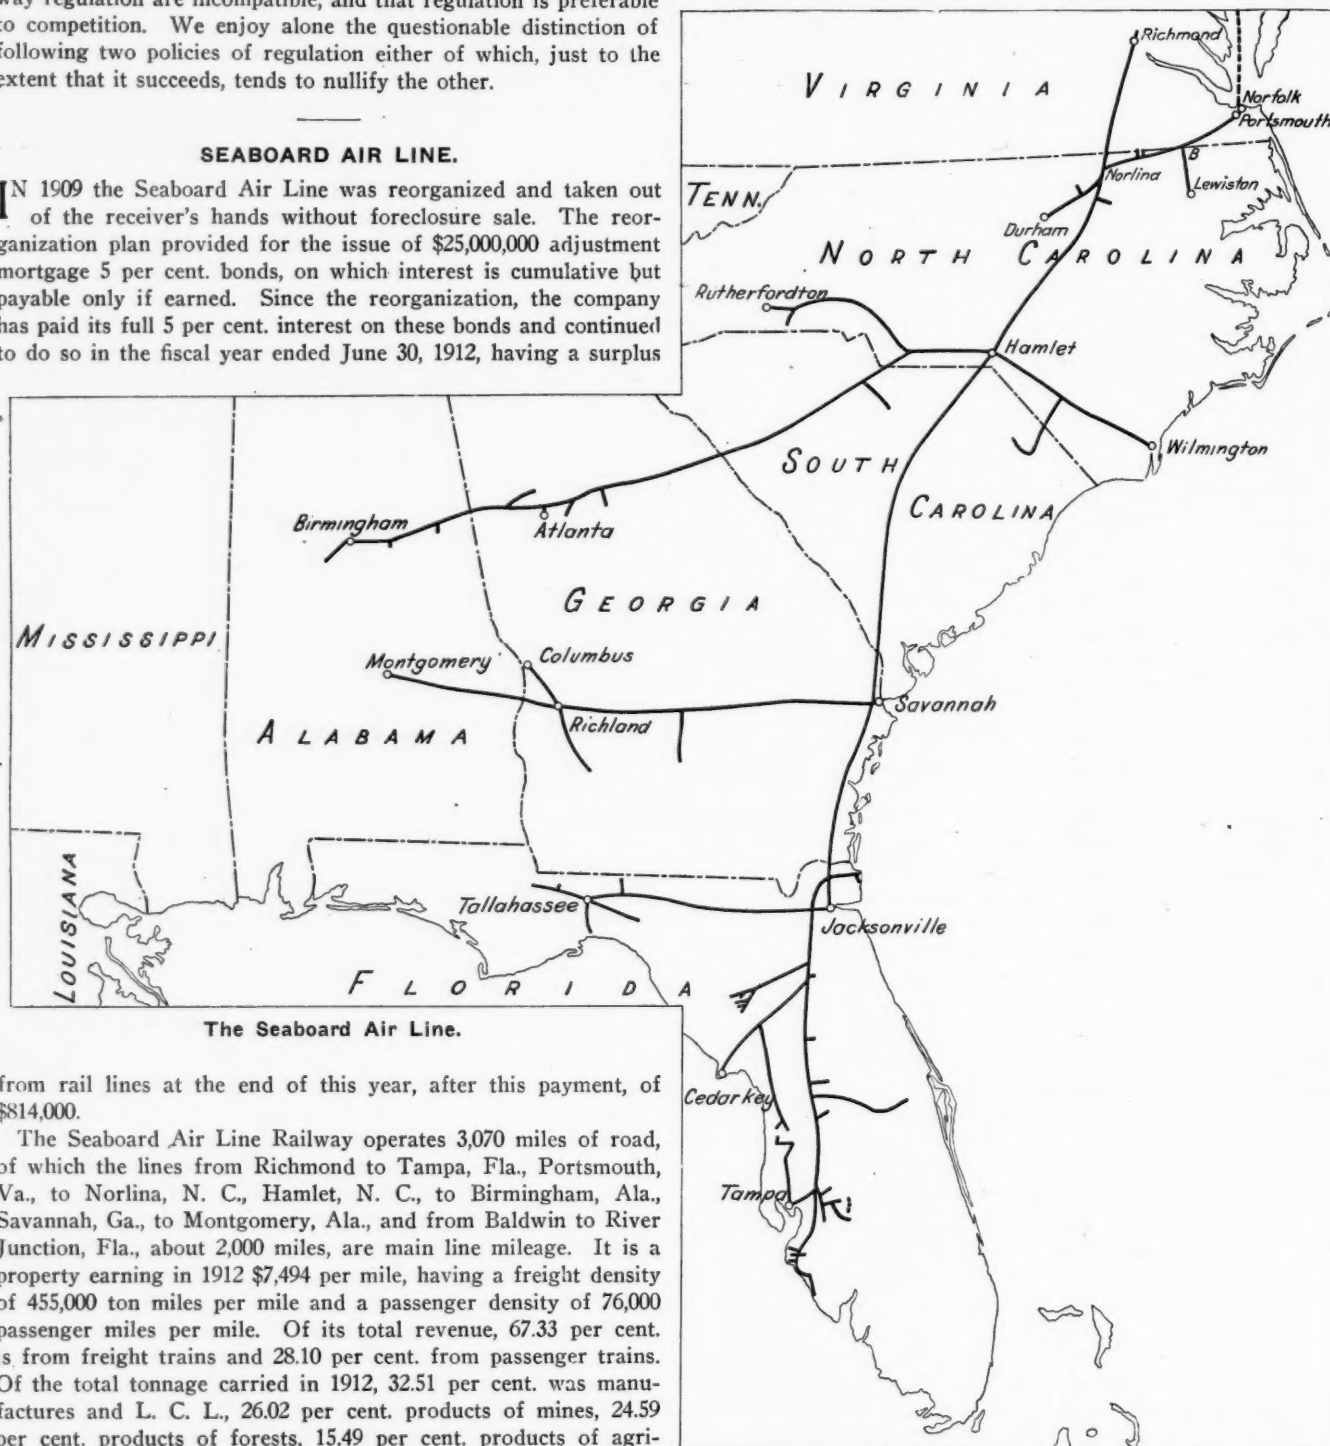 way regulation are incompatible, and that regulation is preferable
to competition. We enjoy alone the questionable distinction of
following two policies of regulation either of which, just to the
extent that it succeeds, tends to nullify the other.
SEABOARD AIR LINE.
IN 1909 the Seaboard Air Line was reorganized and taken out
of the receiver's hands without foreclosure sale. The reor-
ganization plan provided for the issue of $25,000,000 adjustment
mortgage 5 per cent. bonds, on which interest is cumulative but
payable only if earned. Since the reorganization, the company
has paid its full 5 per cent. interest on these bonds and continued
to do so in the fiscal year ended June 30, 1912, having a surplus
Richmond
VIRGINIA
Norfolk
Portsmouth
B
Norlina
Lewiston
TENN.
Durham
NORTH CAROLINA
Rutherfordton
Hamlet
Wilmington
SOUTH
CAROLINA
Birmingham
Atlanta
GEORGIA
MISSISSIPPI
Montgomery
Columbus
Savannah
Richland
ALABAMA
LOUISIANA
Tallahassee
Jacksonville
FLORIDA
Cedarkey
Tampa
The Seaboard Air Line.
from rail lines at the end of this year, after this payment, of
$814,000.
The Seaboard Air Line Railway operates 3,070 miles of road,
of which the lines from Richmond to Tampa, Fla., Portsmouth,
Va., to Norlina, N. C., Hamlet, N. C., to Birmingham, Ala.,
Savannah, Ga., to Montgomery, Ala., and from Baldwin to River
Junction, Fla., about 2,000 miles, are main line mileage. It is a
property earning in 1912 $7,494 per mile, having a freight density
of 455,000 ton miles per mile and a passenger density of 76,000
passenger miles per mile. Of its total revenue, 67.33 per cent.
is from freight trains and 28.10 per cent. from passenger trains.
Of the total tonnage carried in 1912, 32.51 per cent. was manu-
factures and L. C. L., 26.02 per cent. products of mines, 24.59
per cent. products of forests, 15.49 per cent. products of agri-